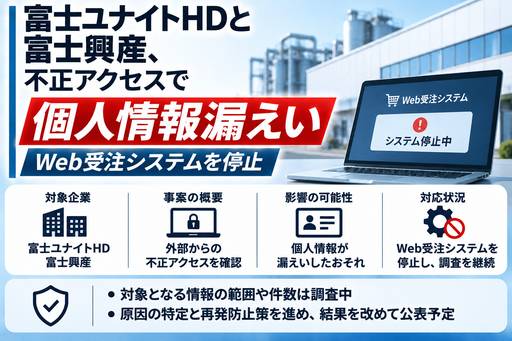 富士ユナイトHDと
富士興産、
不正アクセスで
個人情報漏えい
Web受注システムを停止
Web受注システム
システム停止中
対象企業
富士ユナイトHD
富士興産
事案の概要
外部からの
不正アクセスを確認
影響の可能性
個人情報が
漏えいしたおそれ
対応状況
Web受注システムを
停止し、調査を継続
• 対象となる情報の範囲や件数は調査中
• 原因の特定と再発防止策を進め、結果を改めて公表予定